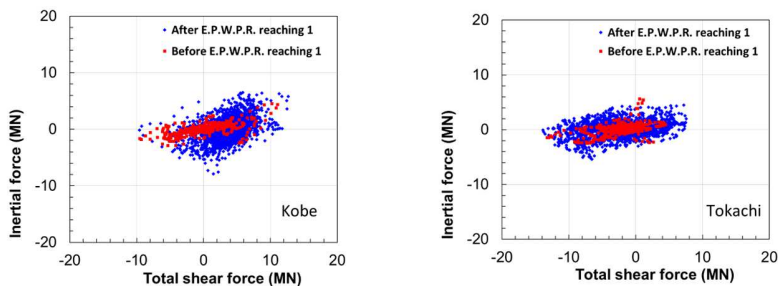 20
10
0
-10
-20
-20 -10 0 10 20
Inertial force (MN)
Total shear force (MN)
After E.P.W.P.R. reaching 1
Before E.P.W.P.R. reaching 1
Kobe
20
10
0
-10
-20
-20 -10 0 10 20
Inertial force (MN)
Total shear force (MN)
After E.P.W.P.R. reaching 1
Before E.P.W.P.R. reaching 1
Tokachi